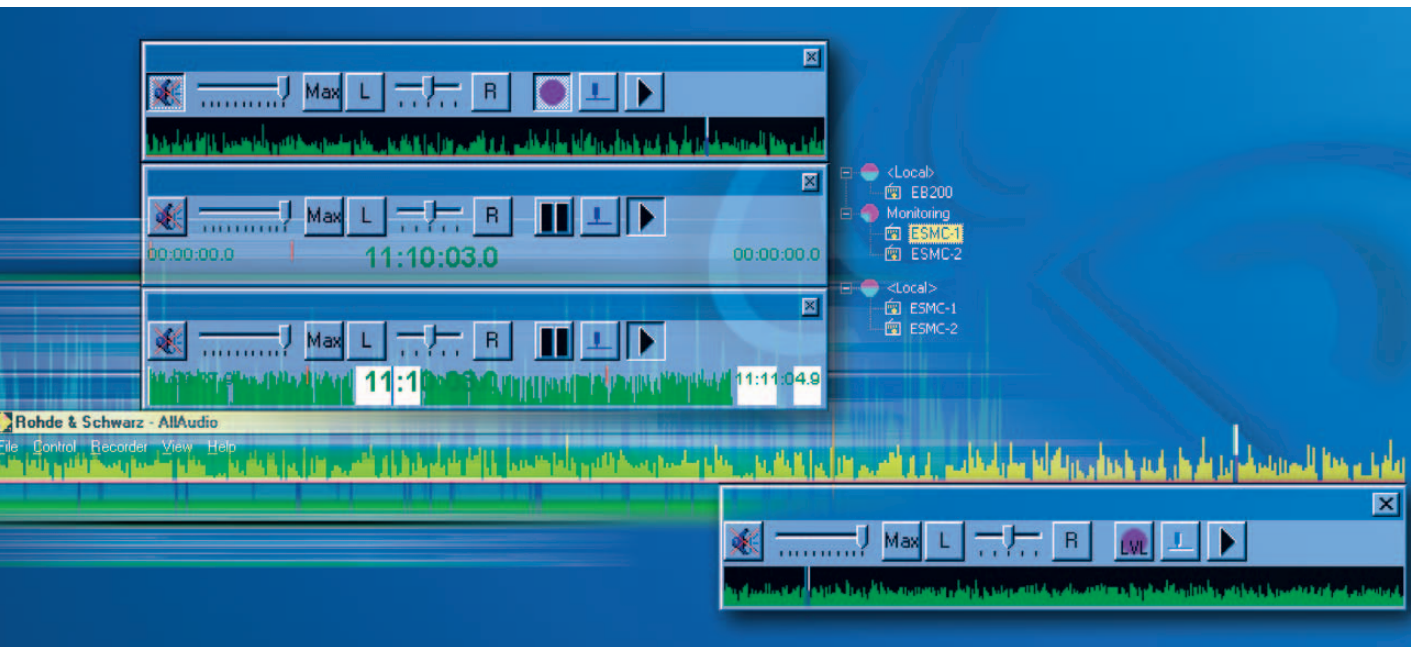 Max L R
<Local>
EB200
Max L R
Monitoring
ESMC-1
00:00:00.0 11:10:03.0 00:00:00.0
ESMC-2
<Local>
ESMC-1
Max L R
ESMC-2
11:11:04.9
Rohde & Schwarz - AllAudio
File Control Recorder View Help
Max L R LVL